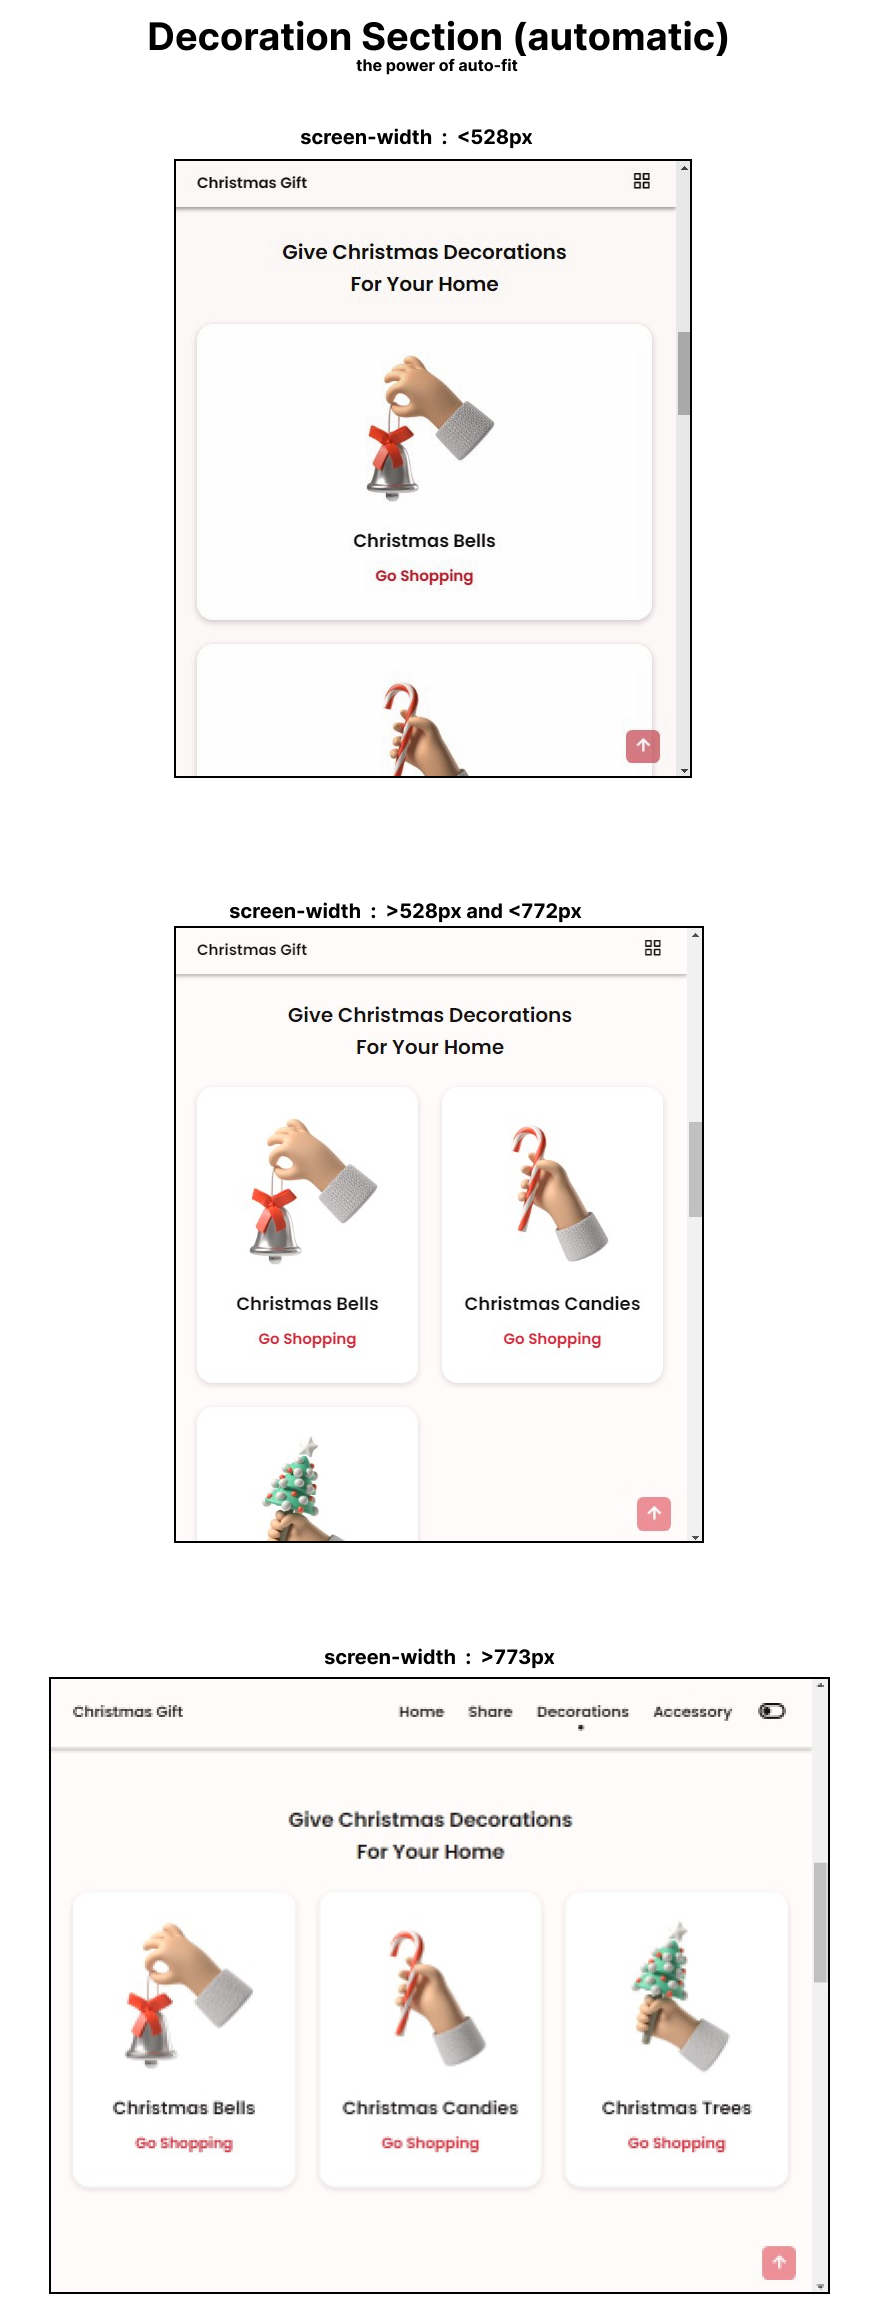 Decoration Section (automatic)
the power of auto-fit
screen-width : <528px
Christmas Gift
Give Christmas Decorations
For Your Home
Christmas Bells
Go Shopping
screen-width : >528px and <772px
Christmas Gift
Give Christmas Decorations
For Your Home
Christmas Bells Christmas Candies
Go Shopping Go Shopping
screen-width : >773px
Christmas Gift Home Share Decorations Accessory
Give Christmas Decorations
For Your Home
Christmas Bells Christmas Candies Christmas Trees
Go Shopping Go Shopping Go Shopping